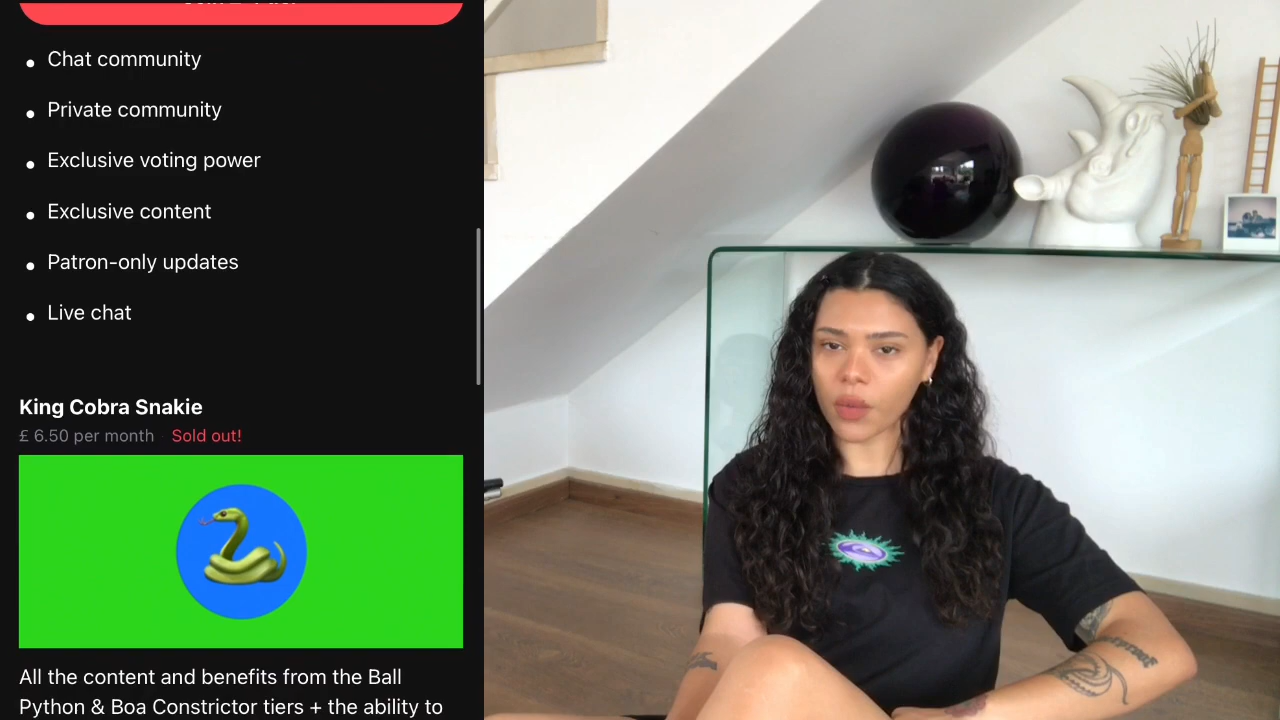 Chat community
Private community
Exclusive voting power
Exclusive content
Patron-only updates
Live chat
King Cobra Snakie
£ 6.50 per month · Sold out!
All the content and benefits from the Ball
Python & Boa Constrictor tiers + the ability to